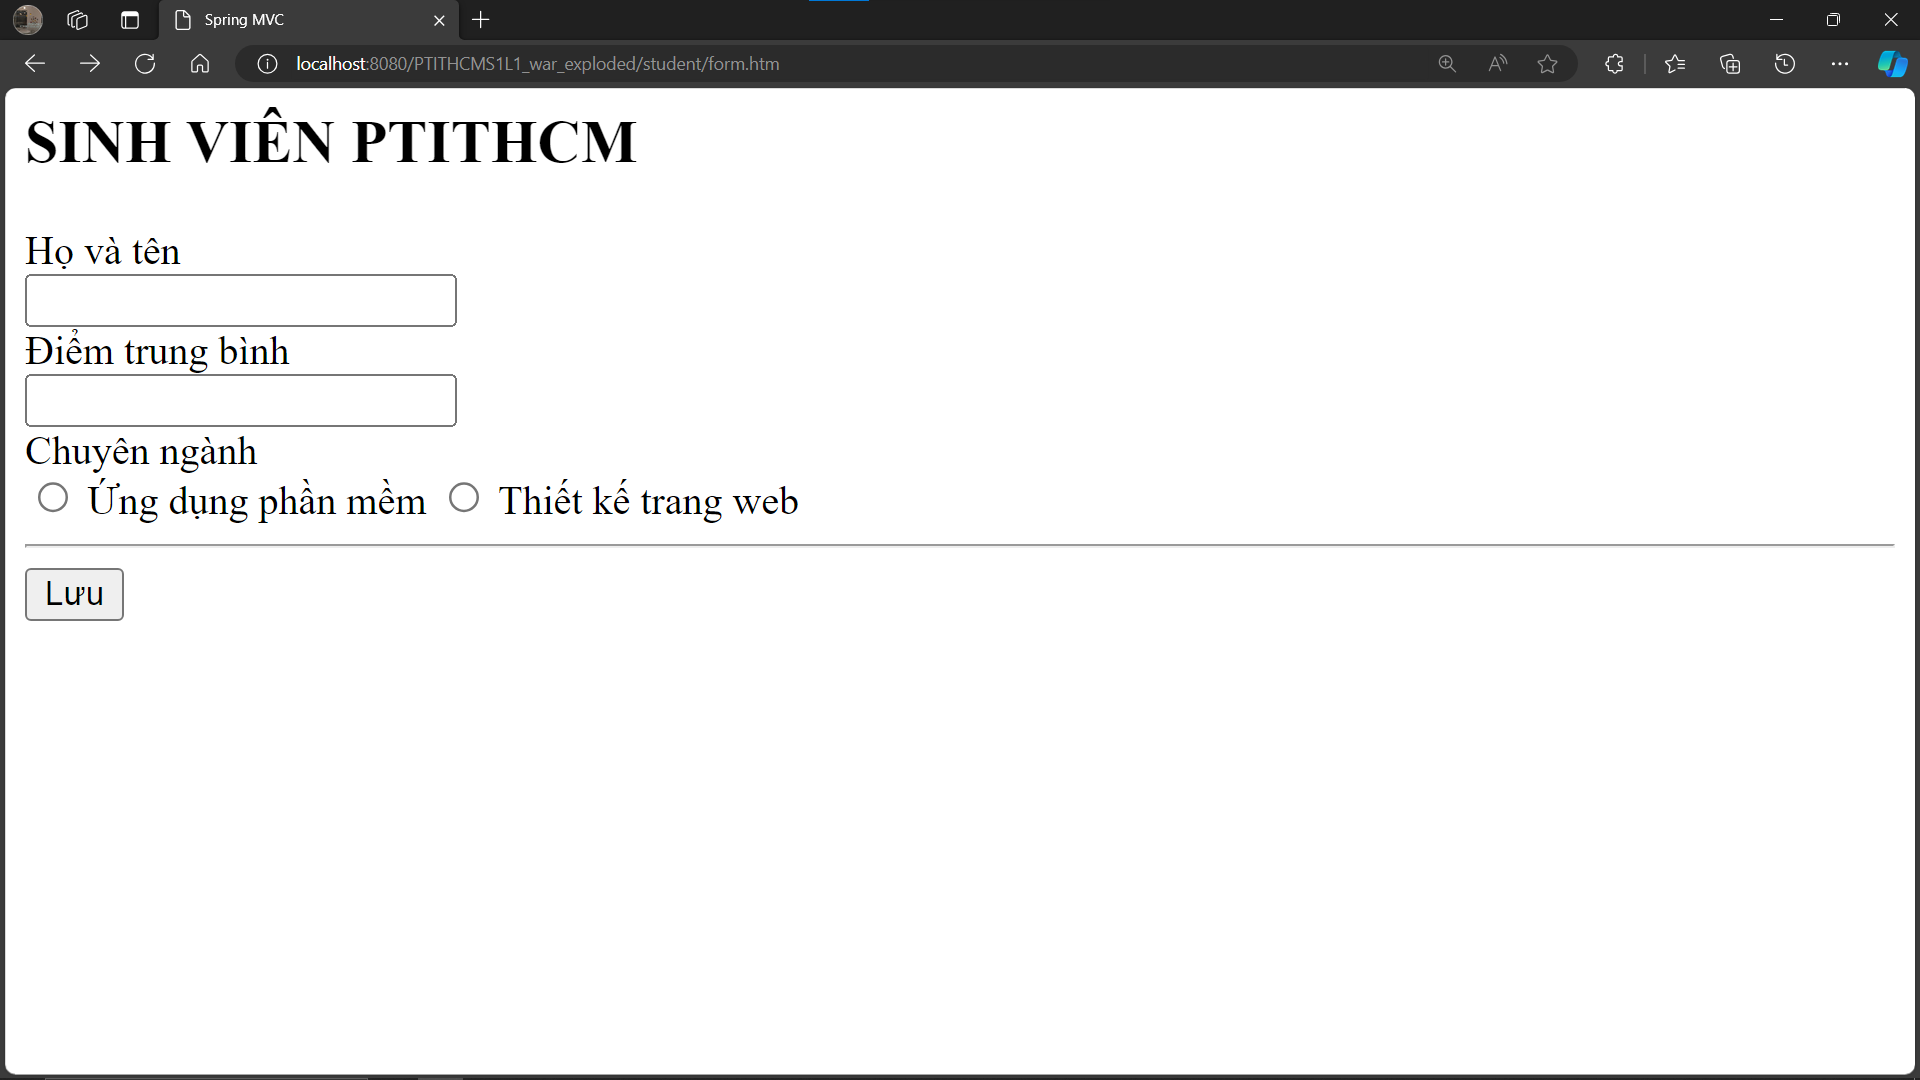 Spring MVC
localhost:8080/PTITHCMS1L1_war_exploded/student/form.htm
SINH VIÊN PTITHCM
Họ và tên
Điểm trung bình
Chuyên ngành
Ứng dụng phần mềm Thiết kế trang web
Lưu